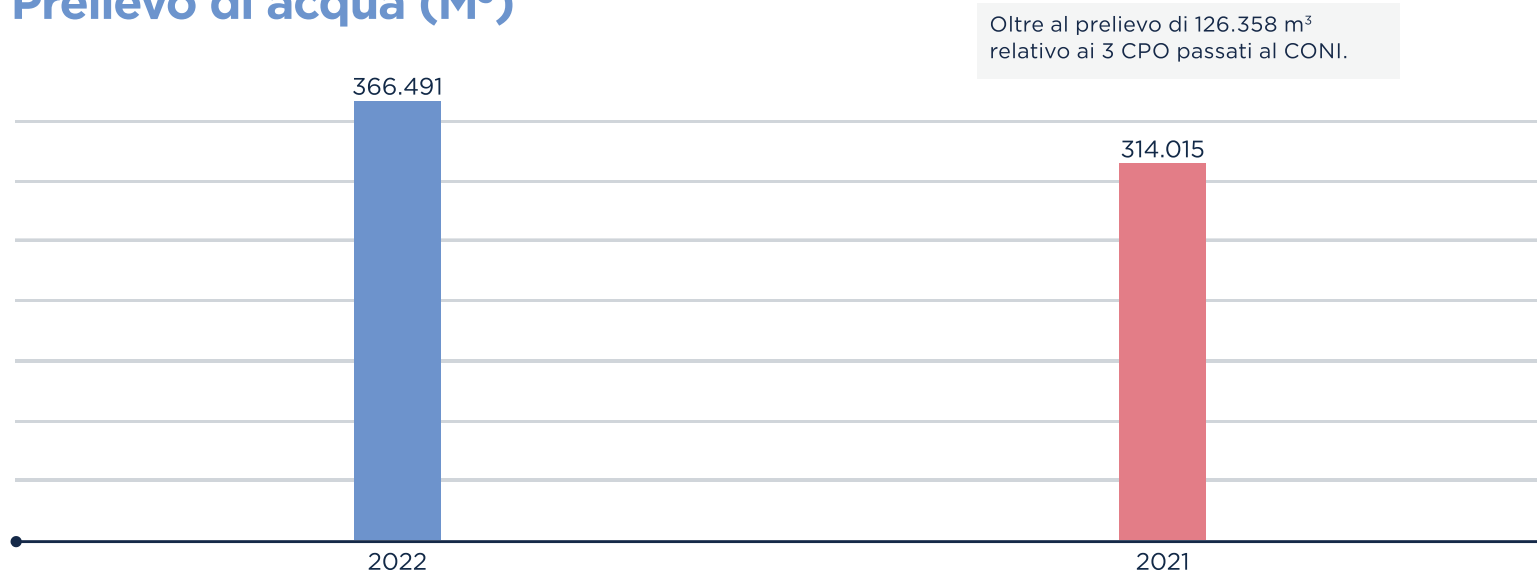 Prelievo di acqua (M³)
Oltre al prelievo di 126.358 m³
relativo ai 3 CPO passati al CONI.
366.491
314.015
2022
2021